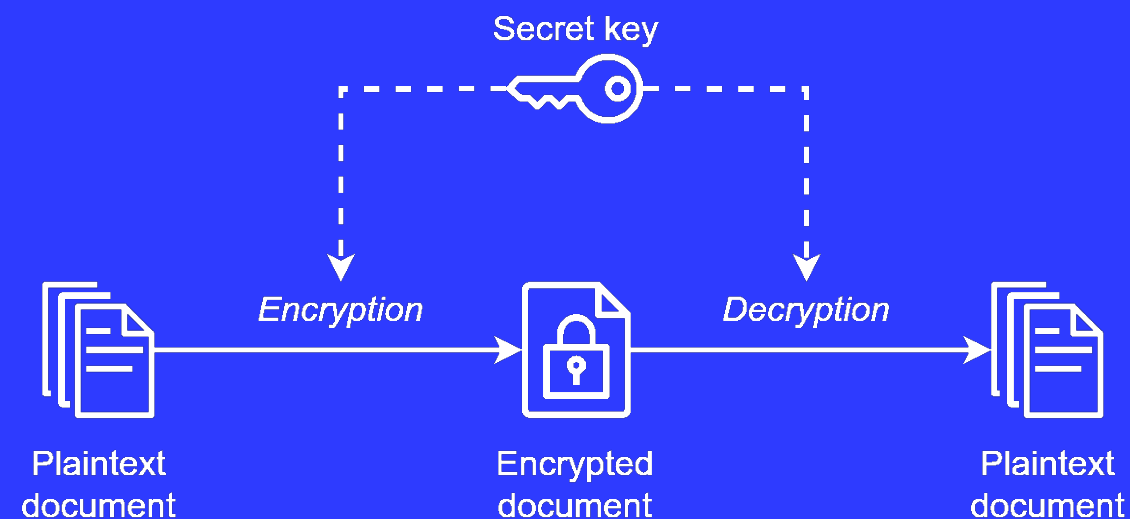 Secret key
Encryption
Decryption
Plaintext
document
Encrypted
document
Plaintext
document